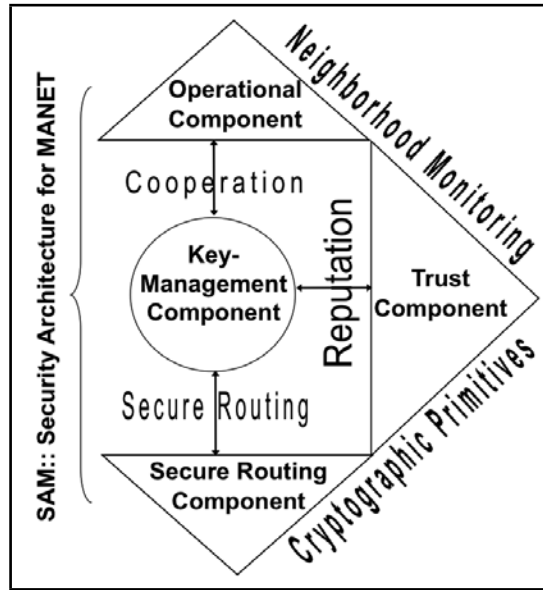 SAM:: Security Architecture for MANET
Operational
Component
Neighborhood Monitoring
Cooperation
Key-
Management
Component
Reputation
Trust
Component
Secure Routing
Secure Routing
Component
Cryptographic Primitives